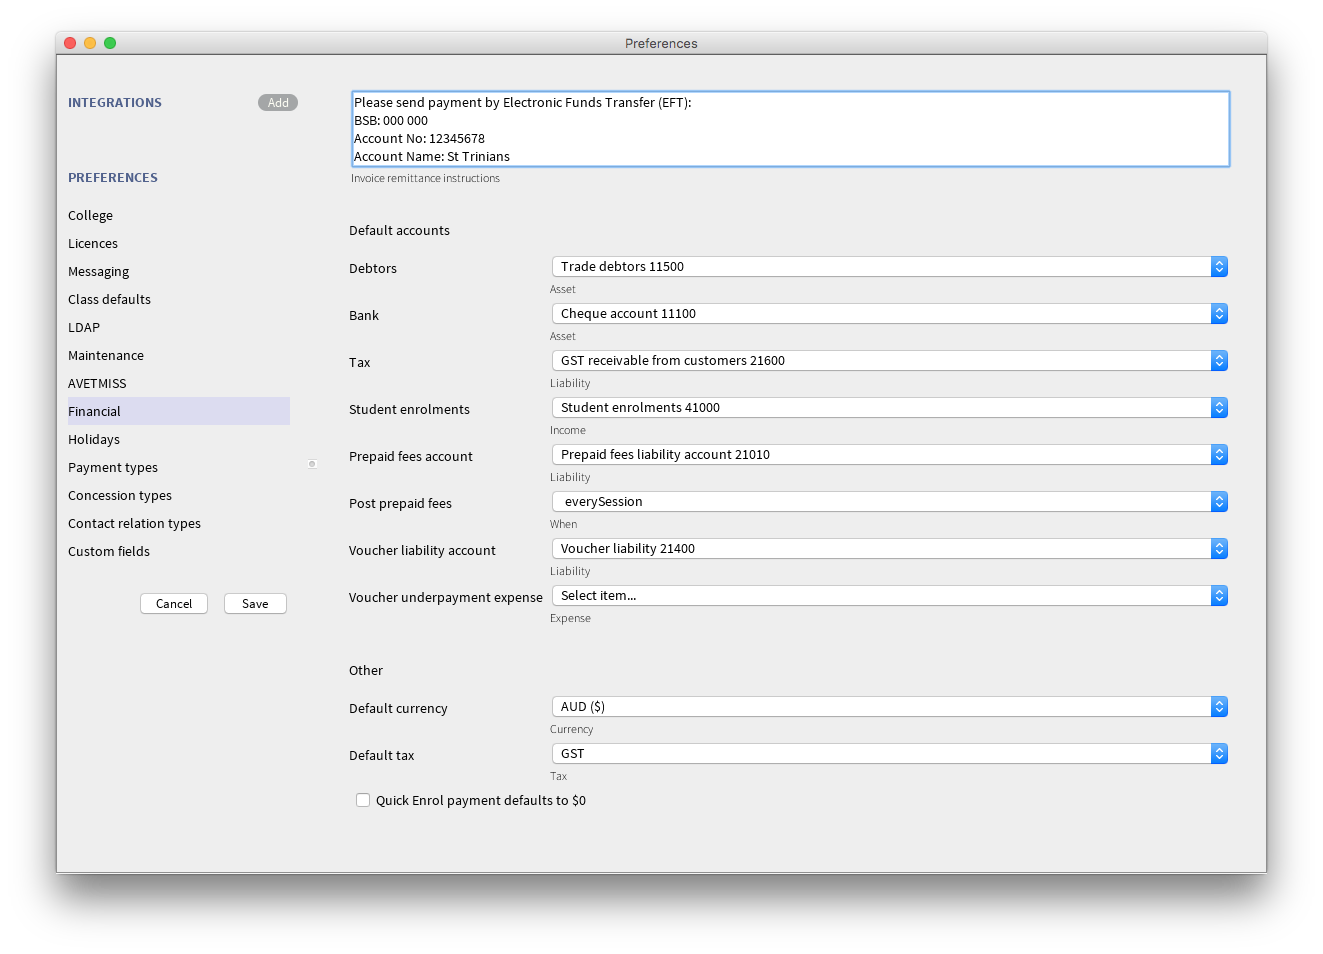 Preferences
INTEGRATIONS
Add
PREFERENCES
College
Licences
Messaging
Class defaults
LDAP
Maintenance
AVETMISS
Financial
Holidays
Payment types
Concession types
Contact relation types
Custom fields
Cancel
Save
Please send payment by Electronic Funds Transfer (EFT):
BSB: 000 000
Account No: 12345678
Account Name: St Trinians
Invoice remittance instructions
Default accounts
Debtors
Trade debtors 11500
Asset
Bank
Cheque account 11100
Asset
Tax
GST receivable from customers 21600
Liability
Student enrolments
Student enrolments 41000
Income
Prepaid fees account
Prepaid fees liability account 21010
Liability
Post prepaid fees
everySession
When
Voucher liability account
Voucher liability 21400
Liability
Voucher underpayment expense
Select item...
Expense
Other
Default currency
AUD ($)
Currency
Default tax
GST
Tax
Quick Enrol payment defaults to $0